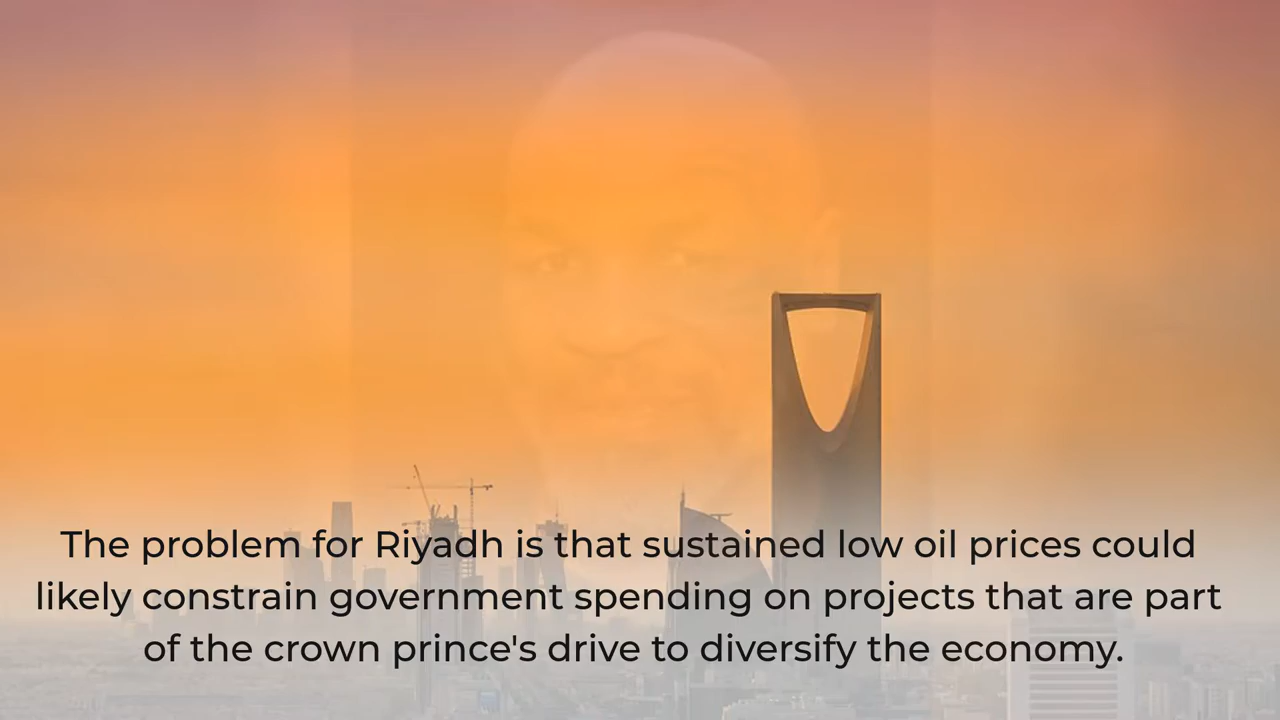 The problem for Riyadh is that sustained low oil prices could
likely constrain government spending on projects that are part
of the crown prince's drive to diversify the economy.